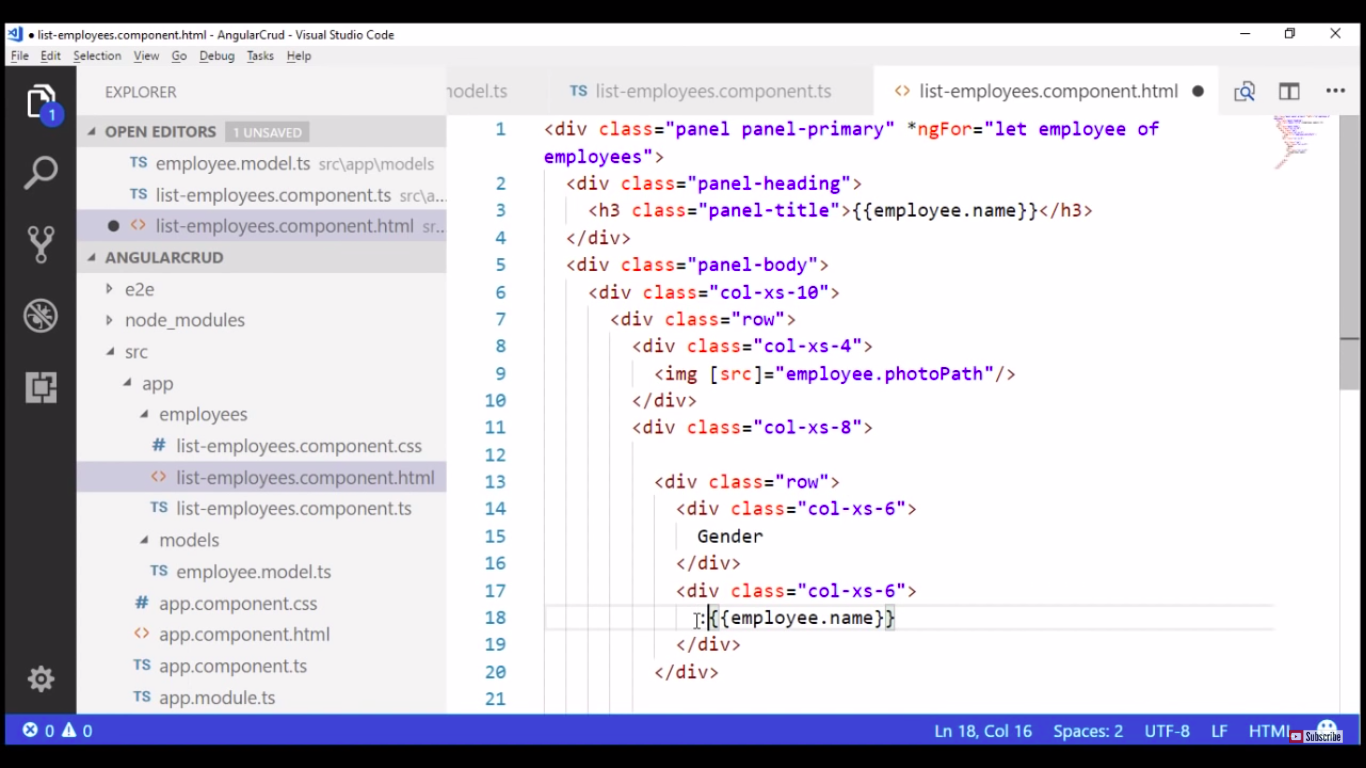 list-employees.component.html - AngularCrud - Visual Studio Code
File Edit Selection View Go Debug Tasks Help
EXPLORER
OPEN EDITORS 1 UNSAVED
TS employee.model.ts src\app\models
TS list-employees.component.ts src\a...
<> list-employees.component.html sr...
ANGULARCRUD
e2e
node_modules
src
app
employees
# list-employees.component.css
<> list-employees.component.html
TS list-employees.component.ts
models
TS employee.model.ts
# app.component.css
<> app.component.html
TS app.component.ts
TS app.module.ts
1
nodel.ts TS list-employees.component.ts <> list-employees.component.html
1 <div class="panel panel-primary" *ngFor="let employee of
employees">
2 <div class="panel-heading">
3 <h3 class="panel-title">{{employee.name}}</h3>
4 </div>
5 <div class="panel-body">
6 <div class="col-xs-10">
7 <div class="row">
8 <div class="col-xs-4">
9 <img [src]="employee.photoPath"/>
10 </div>
11 <div class="col-xs-8">
12
13 <div class="row">
14 <div class="col-xs-6">
15 Gender
16 </div>
17 <div class="col-xs-6">
18 :{{employee.name}}
19 </div>
20 </div>
21
0 0 Ln 18, Col 16 Spaces: 2 UTF-8 LF HTML
Subscribe